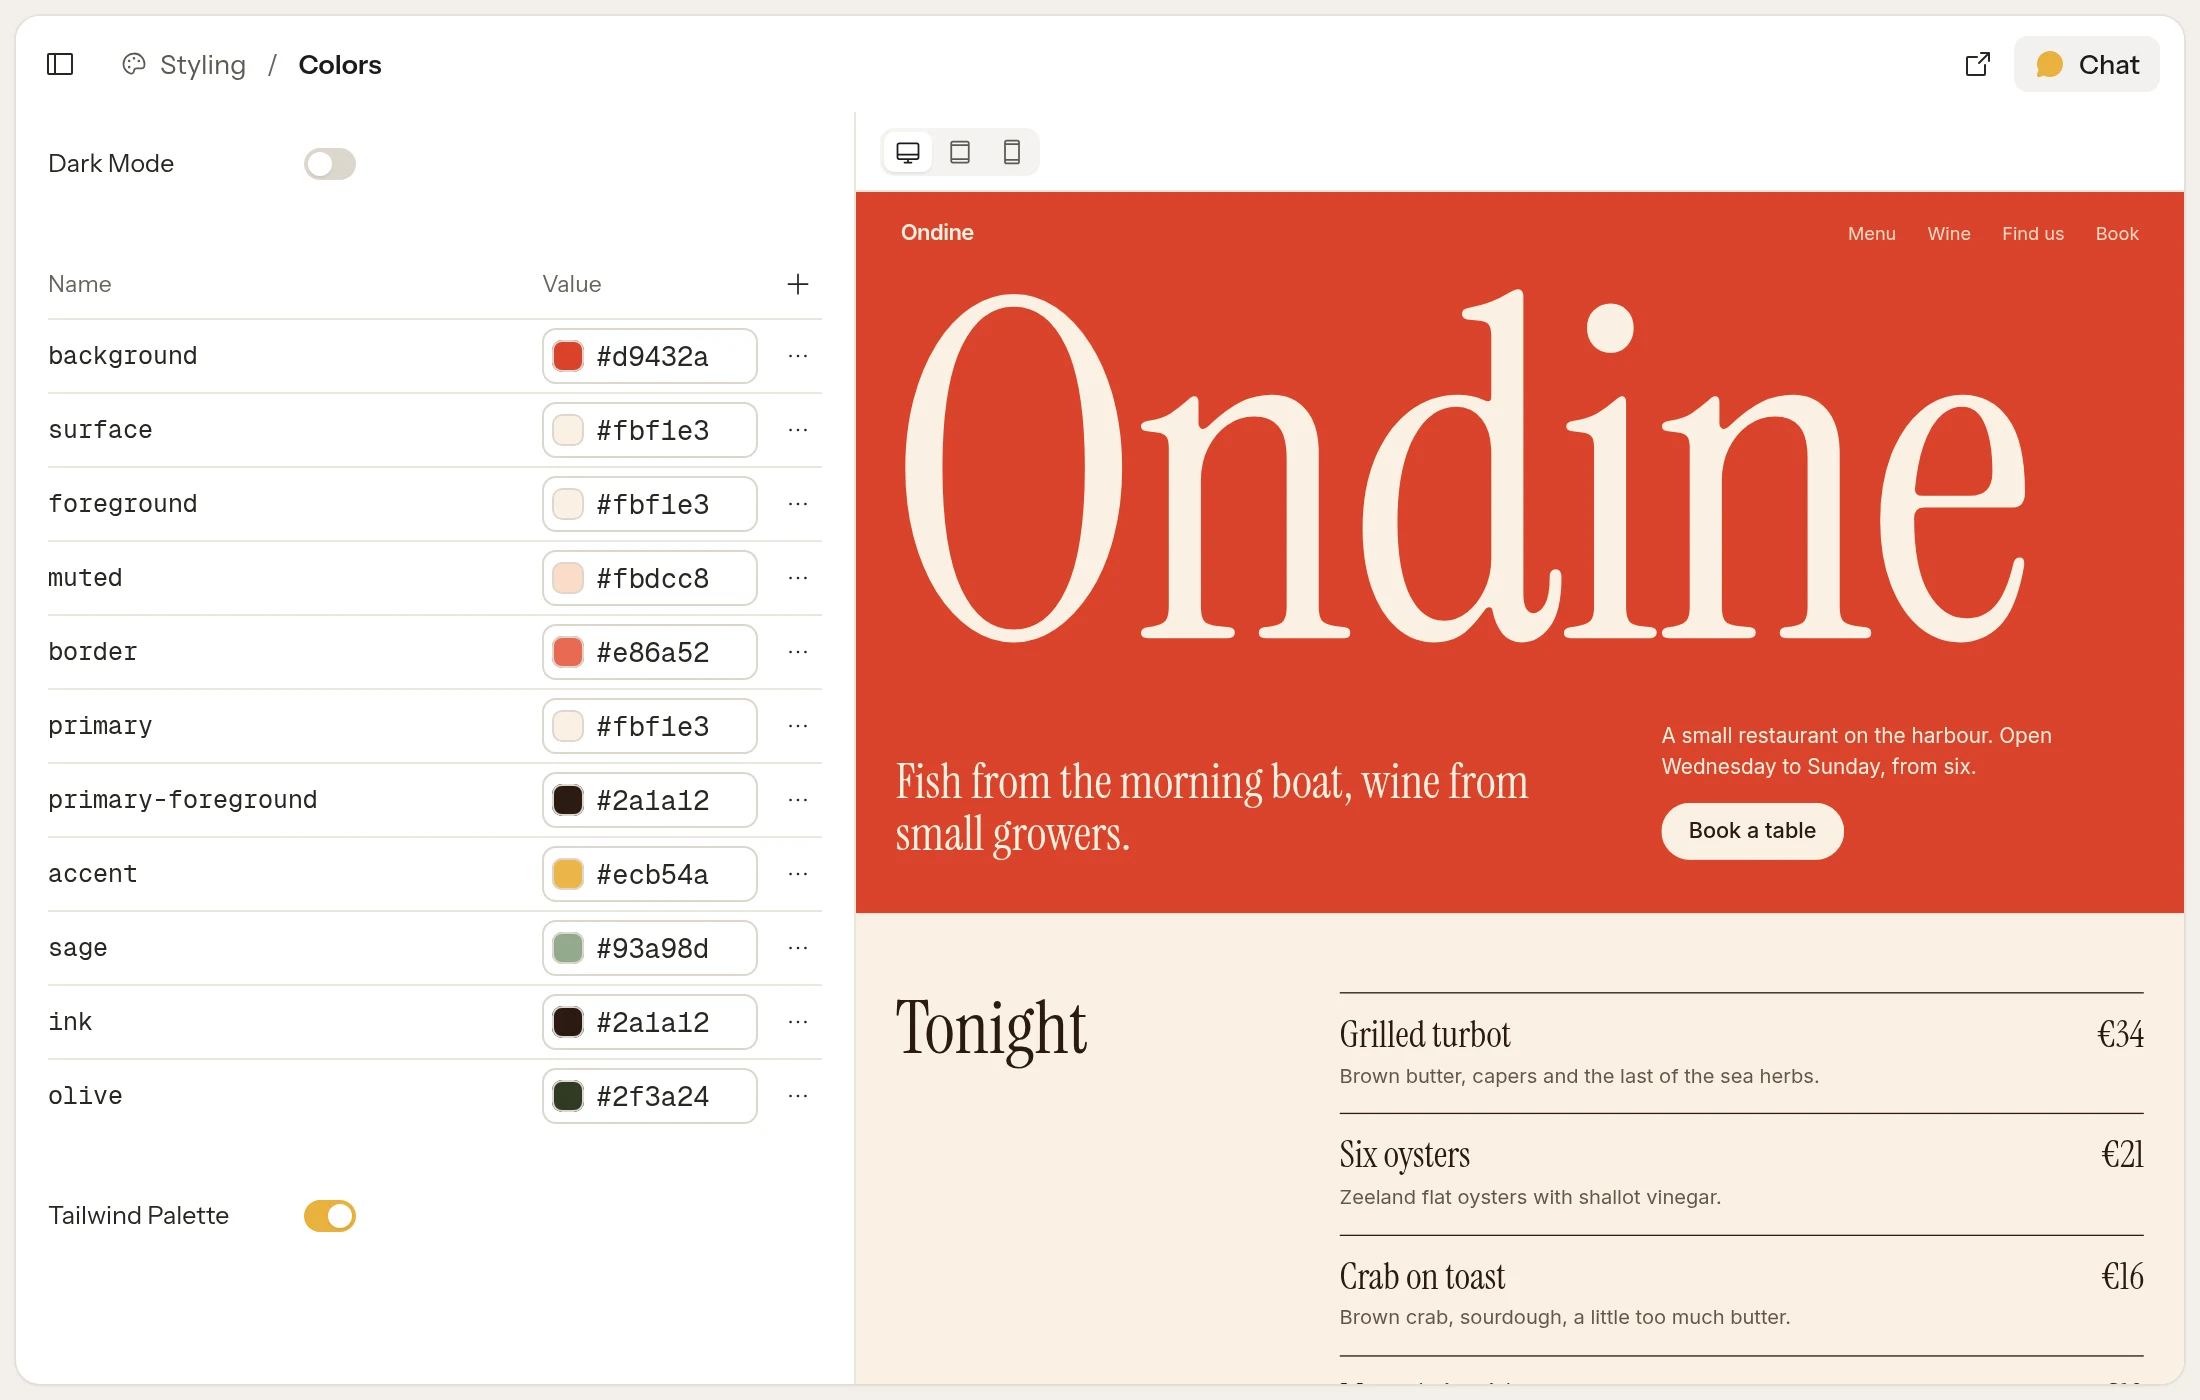 Styling / Colors
Chat
Dark Mode
Name Value
background #d9432a
surface #fbf1e3
foreground #fbf1e3
muted #fbdcc8
border #e86a52
primary #fbf1e3
primary-foreground #2a1a12
accent #ecb54a
sage #93a98d
ink #2a1a12
olive #2f3a24
Tailwind Palette
Ondine
Menu Wine Find us Book
Ondine
Fish from the morning boat, wine from
small growers.
A small restaurant on the harbour. Open
Wednesday to Sunday, from six.
Book a table
Tonight
Grilled turbot €34
Brown butter, capers and the last of the sea herbs.
Six oysters €21
Zeeland flat oysters with shallot vinegar.
Crab on toast €16
Brown crab, sourdough, a little too much butter.